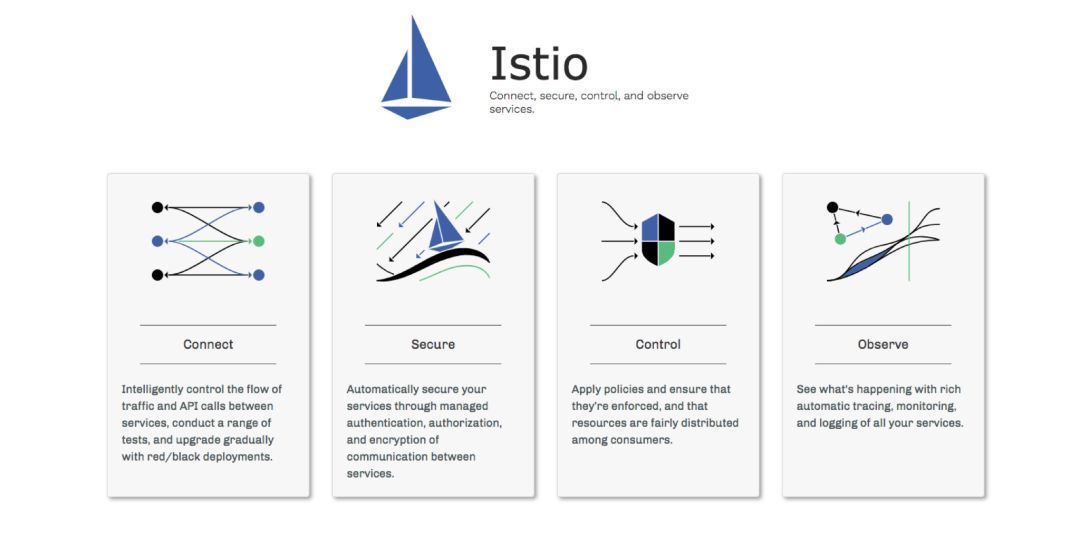 Istio
Connect, secure, control, and observe
services.
Connect
Intelligently control the flow of
traffic and API calls between
services, conduct a range of
tests, and upgrade gradually
with red/black deployments.
Secure
Automatically secure your
services through managed
authentication, authorization,
and encryption of
communication between
services.
Control
Apply policies and ensure that
they're enforced, and that
resources are fairly distributed
among consumers.
Observe
See what's happening with rich
automatic tracing, monitoring,
and logging of all your services.